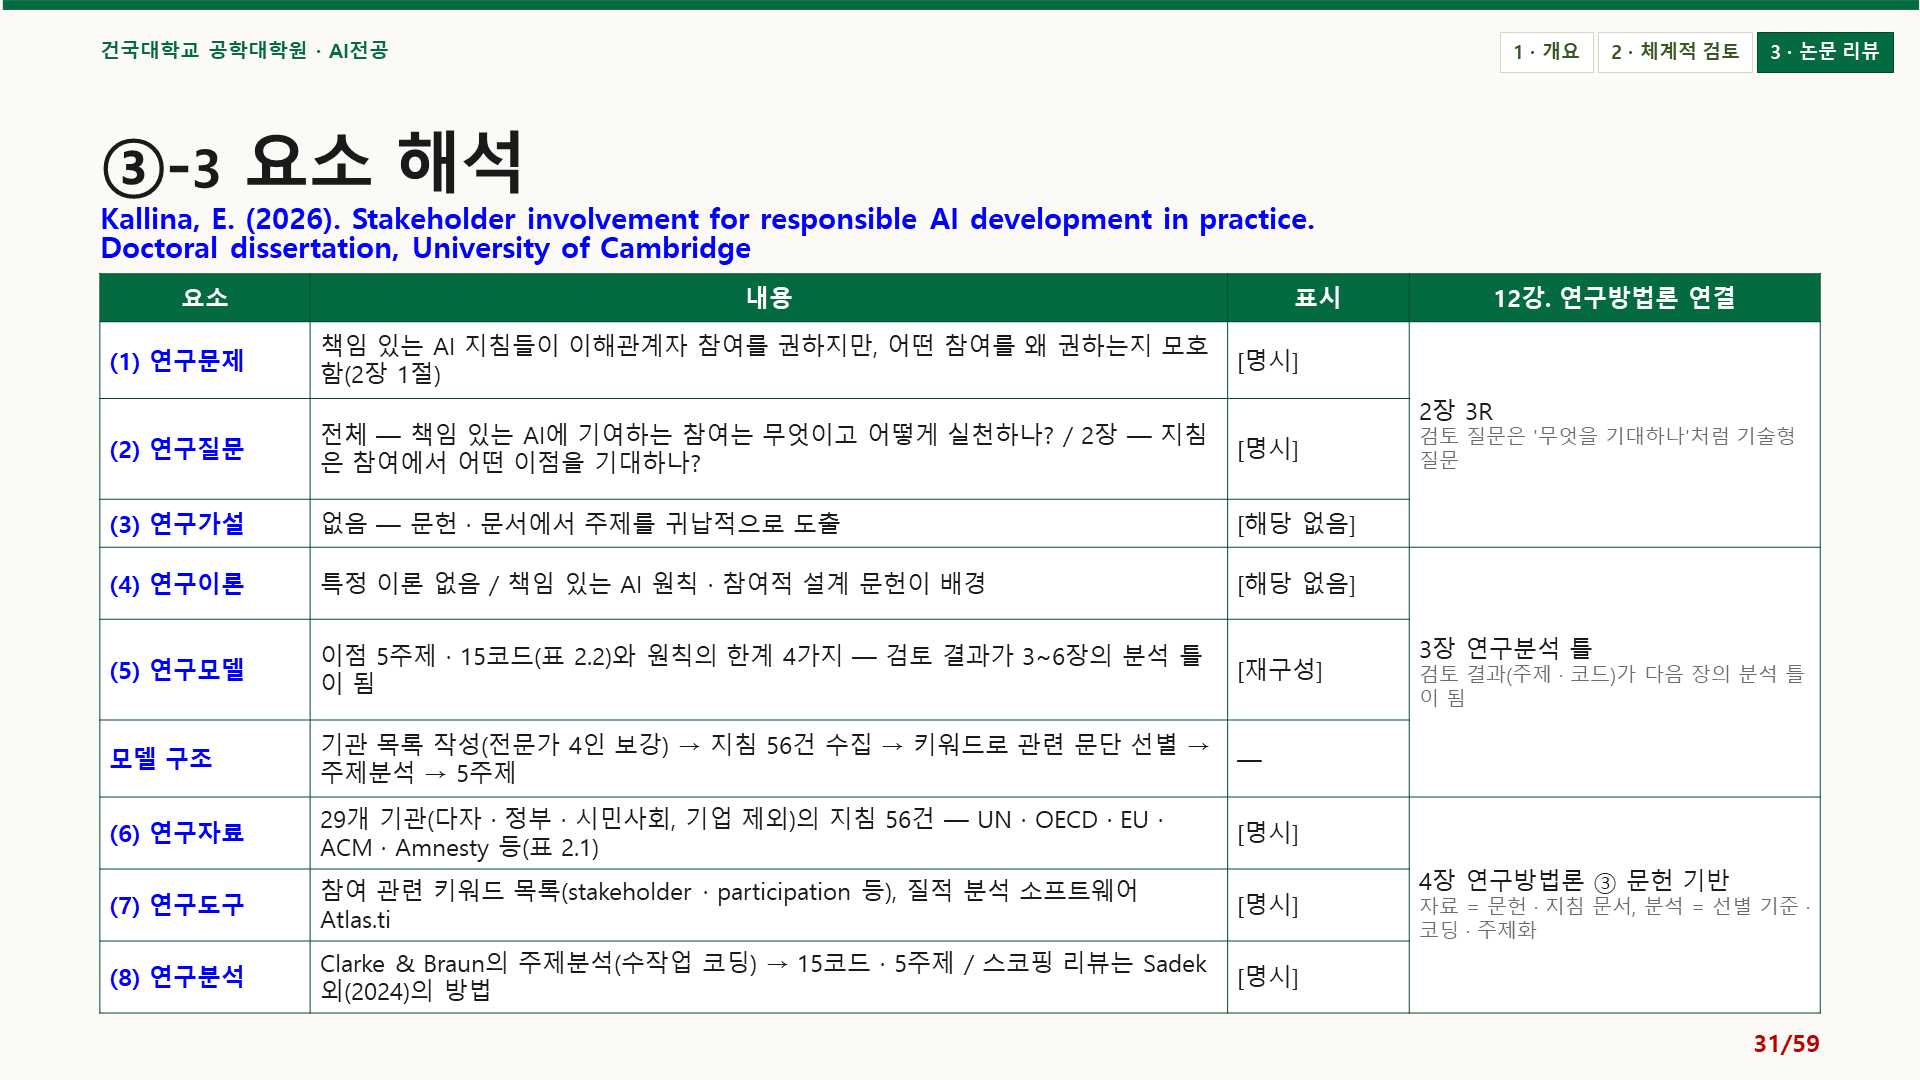 건국대학교 공학대학원 · AI전공
1 · 개요
2 · 체계적 검토
3 · 논문 리뷰
③-3 요소 해석
Kallina, E. (2026). Stakeholder involvement for responsible AI development in practice.
Doctoral dissertation, University of Cambridge
요소
내용
표시
12강. 연구방법론 연결
(1) 연구문제
책임 있는 AI 지침들이 이해관계자 참여를 권하지만, 어떤 참여를 왜 권하는지 모호
함(2장 1절)
[명시]
2장 3R
검토 질문은 '무엇을 기대하나'처럼 기술형
질문
(2) 연구질문
전체 — 책임 있는 AI에 기여하는 참여는 무엇이고 어떻게 실천하나? / 2장 — 지침
은 참여에서 어떤 이점을 기대하나?
[명시]
(3) 연구가설
없음 — 문헌 · 문서에서 주제를 귀납적으로 도출
[해당 없음]
(4) 연구이론
특정 이론 없음 / 책임 있는 AI 원칙 · 참여적 설계 문헌이 배경
[해당 없음]
3장 연구분석 틀
검토 결과(주제 · 코드)가 다음 장의 분석 틀
이 됨
(5) 연구모델
이점 5주제 · 15코드(표 2.2)와 원칙의 한계 4가지 — 검토 결과가 3~6장의 분석 틀
이 됨
[재구성]
모델 구조
기관 목록 작성(전문가 4인 보강) → 지침 56건 수집 → 키워드로 관련 문단 선별 →
주제분석 → 5주제
—
(6) 연구자료
29개 기관(다자 · 정부 · 시민사회, 기업 제외)의 지침 56건 — UN · OECD · EU ·
ACM · Amnesty 등(표 2.1)
[명시]
4장 연구방법론 ③ 문헌 기반
자료 = 문헌 · 지침 문서, 분석 = 선별 기준 ·
코딩 · 주제화
(7) 연구도구
참여 관련 키워드 목록(stakeholder · participation 등), 질적 분석 소프트웨어
Atlas.ti
[명시]
(8) 연구분석
Clarke & Braun의 주제분석(수작업 코딩) → 15코드 · 5주제 / 스코핑 리뷰는 Sadek
외(2024)의 방법
[명시]
31/59